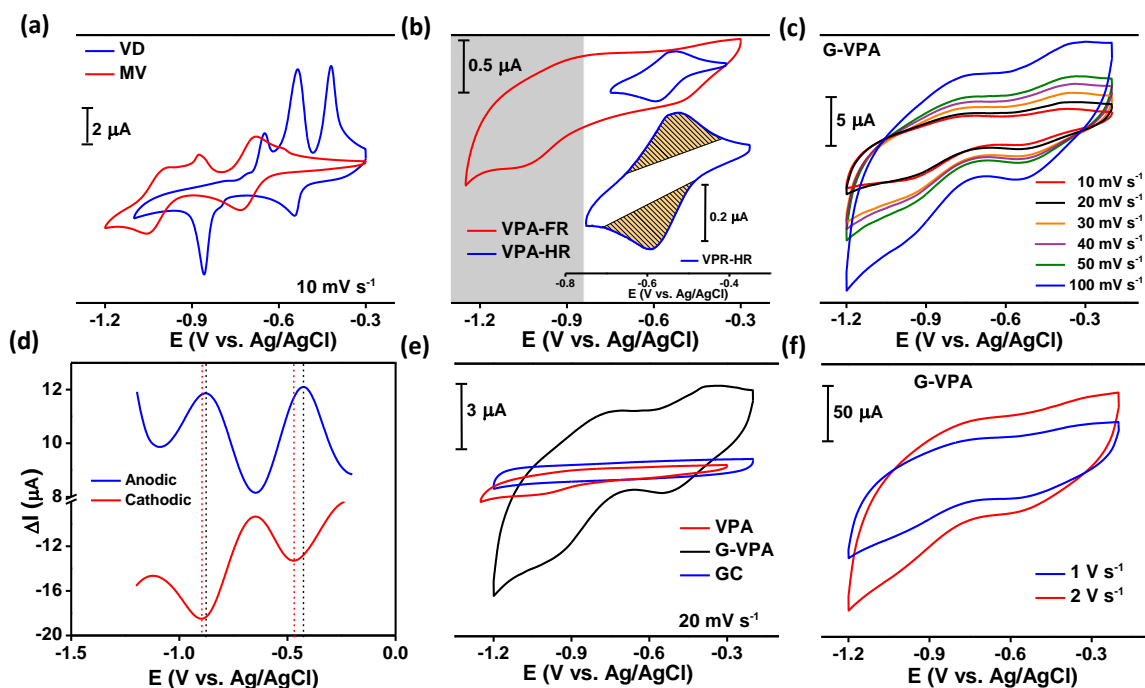 (a)
VD
MV
2 µA
10 mV s⁻¹
-1.2 -0.9 -0.6 -0.3
E (V vs. Ag/AgCl)
(b)
0.5 µA
VPA-FR
VPA-HR
0.2 µA
VPR-HR
-0.8 -0.6 -0.4
E (V vs. Ag/AgCl)
-1.2 -0.9 -0.6 -0.3
E (V vs. Ag/AgCl)
(c)
G-VPA
5 µA
10 mV s⁻¹
20 mV s⁻¹
30 mV s⁻¹
40 mV s⁻¹
50 mV s⁻¹
100 mV s⁻¹
-1.2 -0.9 -0.6 -0.3
E (V vs. Ag/AgCl)
(d)
12
10
8
-12
-16
-20
ΔI (µA)
Anodic
Cathodic
-1.5 -1.0 -0.5 0.0
E (V vs. Ag/AgCl)
(e)
3 µA
VPA
G-VPA
GC
20 mV s⁻¹
-1.2 -0.9 -0.6 -0.3
E (V vs. Ag/AgCl)
(f)
G-VPA
50 µA
1 V s⁻¹
2 V s⁻¹
-1.2 -0.9 -0.6 -0.3
E (V vs. Ag/AgCl)